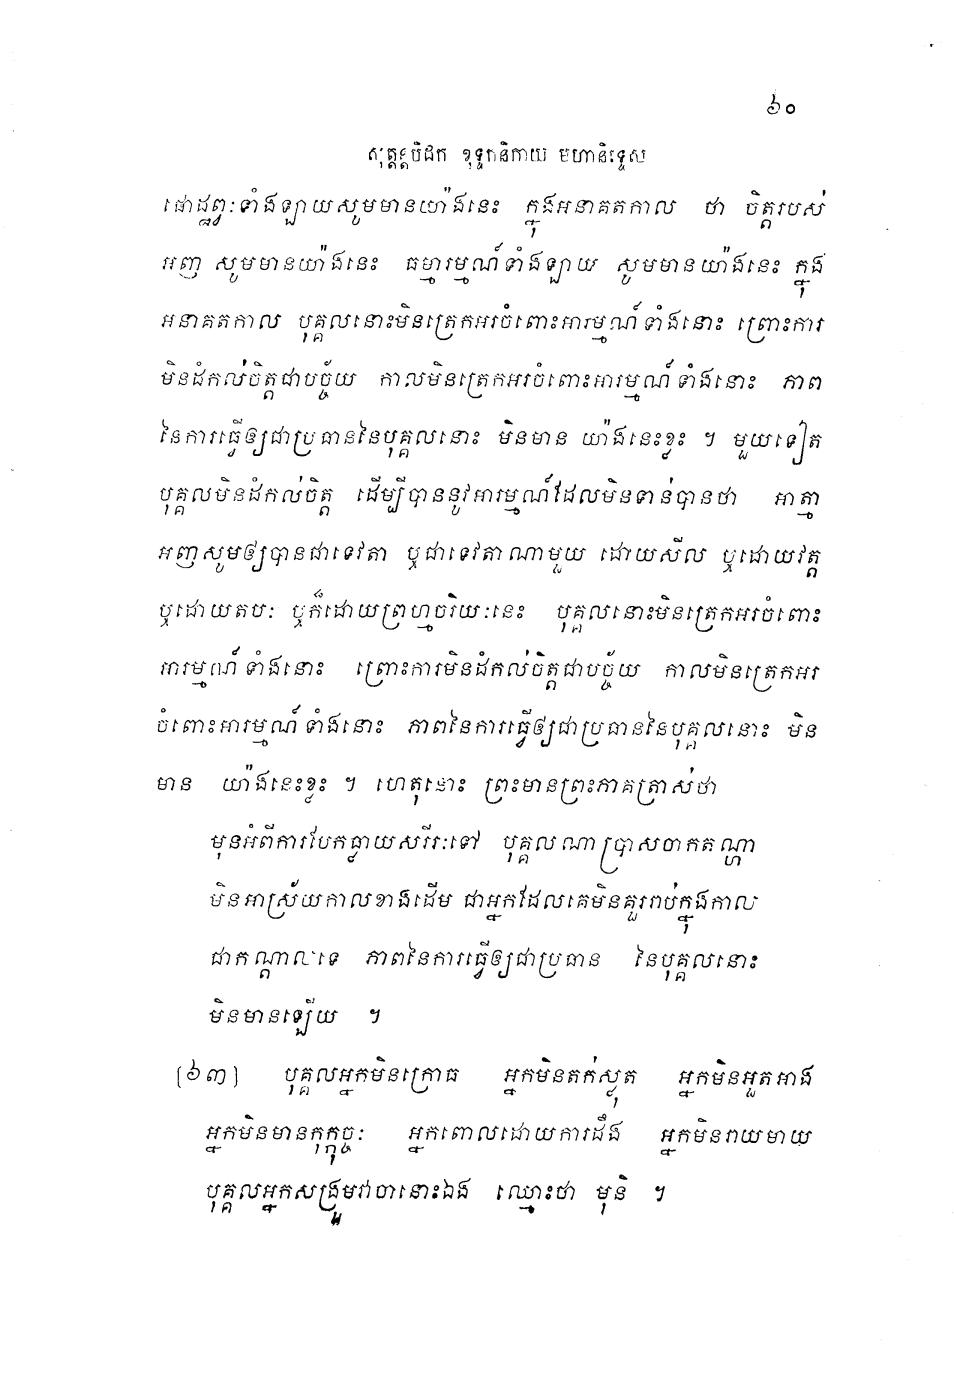 ៦០
សុត្តន្តបិដក ខុទ្ទកនិកាយ មហានិទ្ទេស
ផោដ្ឋព្វៈទាំងឡាយសូមមានយ៉ាងនេះ ក្នុងអនាគតកាល ថា ចិត្តរបស់
អញ សូមមានយ៉ាងនេះ ធម្មារម្មណ៍ទាំងឡាយ សូមមានយ៉ាងនេះ ក្នុង
អនាគតកាល បុគ្គលនោះមិនត្រេកអរចំពោះអារម្មណ៍ទាំងនោះ ព្រោះការ
មិនដំកល់ចិត្តជាបច្ច័យ កាលមិនត្រេកអរចំពោះអារម្មណ៍ទាំងនោះ ភាព
នៃការធ្វើឲ្យជាប្រធាននៃបុគ្គលនោះ មិនមាន យ៉ាងនេះខ្លះ ។ មួយទៀត
បុគ្គលមិនដំកល់ចិត្ត ដើម្បីបាននូវអារម្មណ៍ដែលមិនទាន់បានថា អាត្មា
អញសូមឲ្យបានជាទេវតា ឬជាទេវតាណាមួយ ដោយសីល ឬដោយវត្ត
ឬដោយតបៈ ឬក៏ដោយព្រហ្មចរិយៈនេះ បុគ្គលនោះមិនត្រេកអរចំពោះ
អារម្មណ៍ទាំងនោះ ព្រោះការមិនដំកល់ចិត្តជាបច្ច័យ កាលមិនត្រេកអរ
ចំពោះអារម្មណ៍ទាំងនោះ ភាពនៃការធ្វើឲ្យជាប្រធាននៃបុគ្គលនោះ មិន
មាន យ៉ាងនេះខ្លះ ។ ហេតុនោះ ព្រះមានព្រះភាគត្រាស់ថា
មុនអំពីការបែកធ្លាយសរីរៈទៅ បុគ្គលណាប្រាសចាកតណ្ហា
មិនអាស្រ័យកាលខាងដើម ជាអ្នកដែលគេមិនគួររាប់ក្នុងកាល
ជាកណ្តាលទេ ភាពនៃការធ្វើឲ្យជាប្រធាន នៃបុគ្គលនោះ
មិនមានឡើយ ។
[៦៣] បុគ្គលអ្នកមិនក្រោធ អ្នកមិនតក់ស្លុត អ្នកមិនអួតអាង
អ្នកមិនមានកុក្កុច្ចៈ អ្នកពោលដោយការដឹង អ្នកមិនរាយមាយ
បុគ្គលអ្នកសង្រួមវាចានោះឯង ឈ្មោះថា មុនិ ។